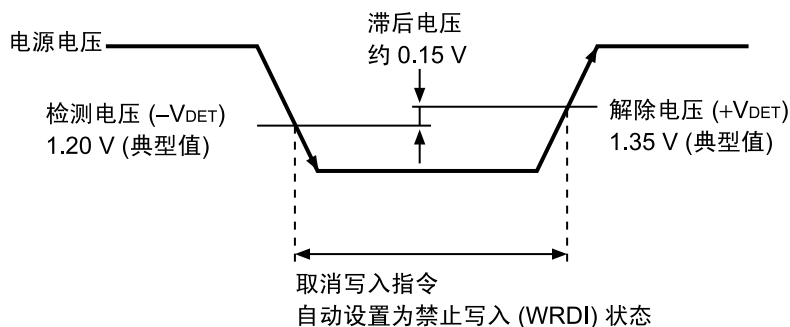 电源电压
滞后电压
约 0.15 V
检测电压 (–VDET)
1.20 V (典型值)
解除电压 (+VDET)
1.35 V (典型值)
取消写入指令
自动设置为禁止写入 (WRDI) 状态